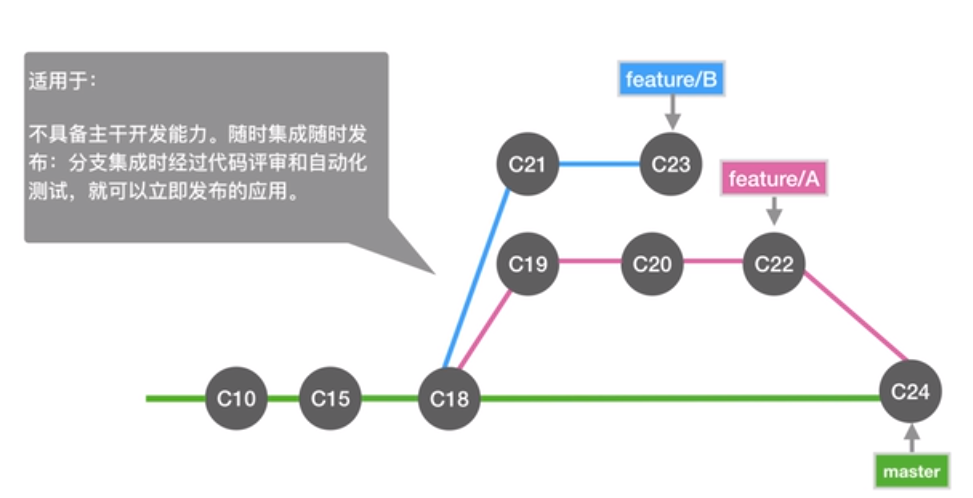 适用于：
不具备主干开发能力。随时集成随时发
布：分支集成时经过代码评审和自动化
测试，就可以立即发布的应用。
feature/B
C21
C23
feature/A
C19
C20
C22
C10
C15
C18
C24
master